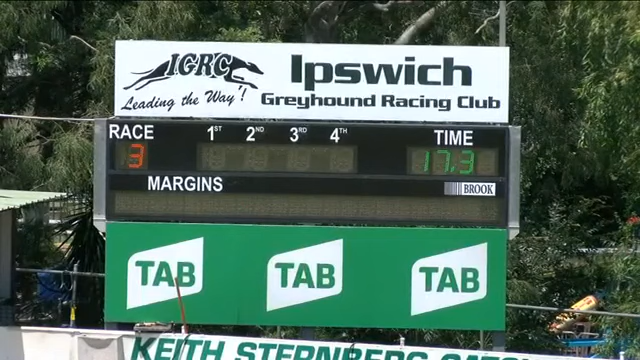 IGRC
Leading the Way!
Ipswich
Greyhound Racing Club
RACE 1ST 2ND 3RD 4TH TIME
3 17.3
MARGINS BROOK
TAB TAB TAB
KEITH STERNBERG